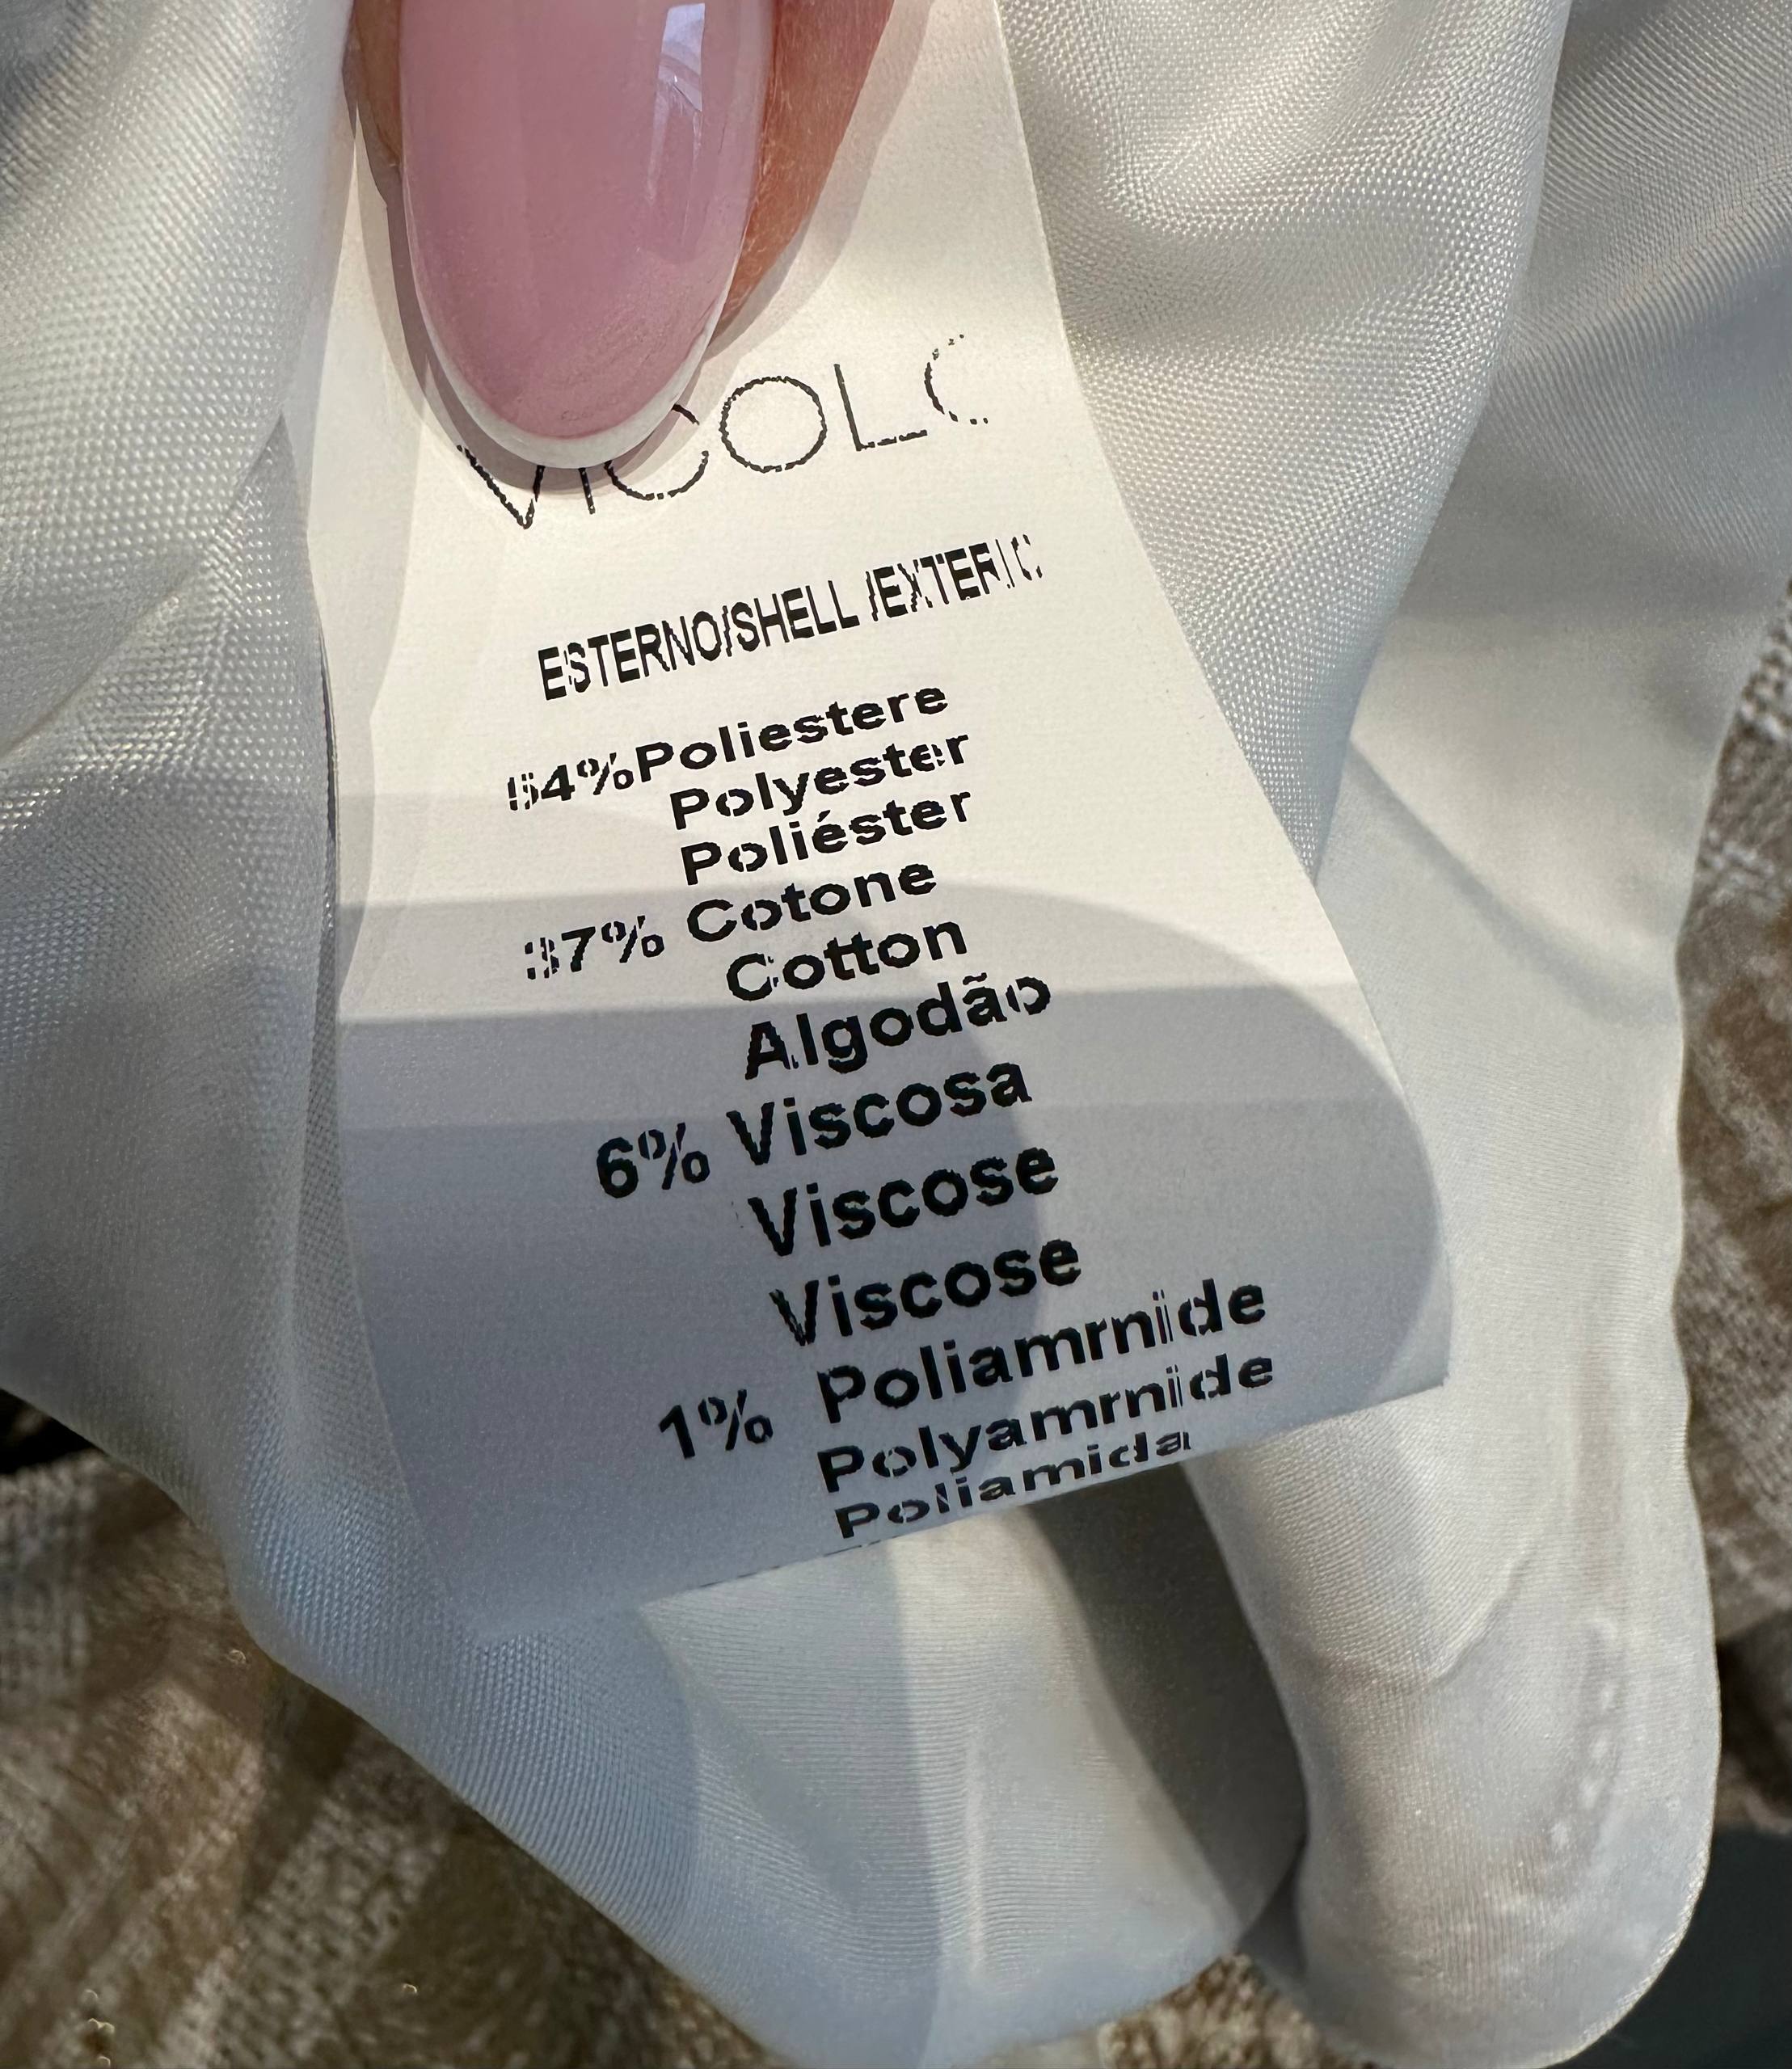 VICOLO
ESTERNO/SHELL /EXTERIO
54%Poliestere
Polyester
Poliéster
37% Cotone
Cotton
Algodão
6% Viscosa
Viscose
Viscose
1% Poliamrnide
Polyamrnide
Poliamida